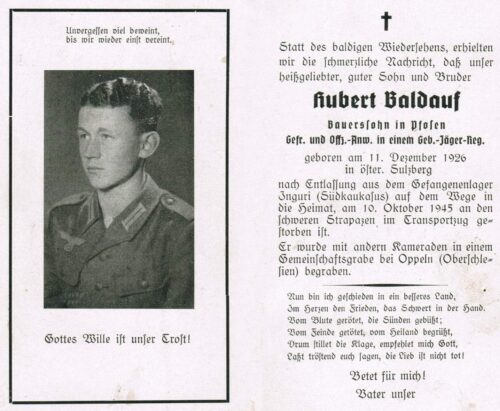 Unvergessen viel beweint,
bis wir wieder einst vereint.
Gottes Wille ist unser Trost!
Statt des baldigen Wiedersehens, erhielten
wir die schmerzliche Nachricht, daß unser
heißgeliebter, guter Sohn und Bruder
Hubert Baldauf
Bauerssohn in Pfosen
Gefr. und Offz.-Anw. in einem Geb.-Jäger-Reg.
geboren am 11. Dezember 1926
in öster. Sulzberg
nach Entlassung aus dem Gefangenenlager
Inguri (Südkaukasus) auf dem Wege in
die Heimat, am 10. Oktober 1945 an den
schweren Strapazen im Transportzug ge-
storben ist.
Er wurde mit andern Kameraden in einem
Gemeinschaftsgrabe bei Oppeln (Oberschle-
sien) begraben.
Nun bin ich geschieden in ein besseres Land,
Im Herzen den Frieden, das Schwert in der Hand.
Vom Blute getötet, die Sünden gebüßt;
Vom Feinde getötet, vom Heiland begrüßt,
Drum stillet die Klage, empfiehlet mich Gott,
Laßt tröstend euch sagen, die Lieb ist nicht tot!
Betet für mich!
Vater unser